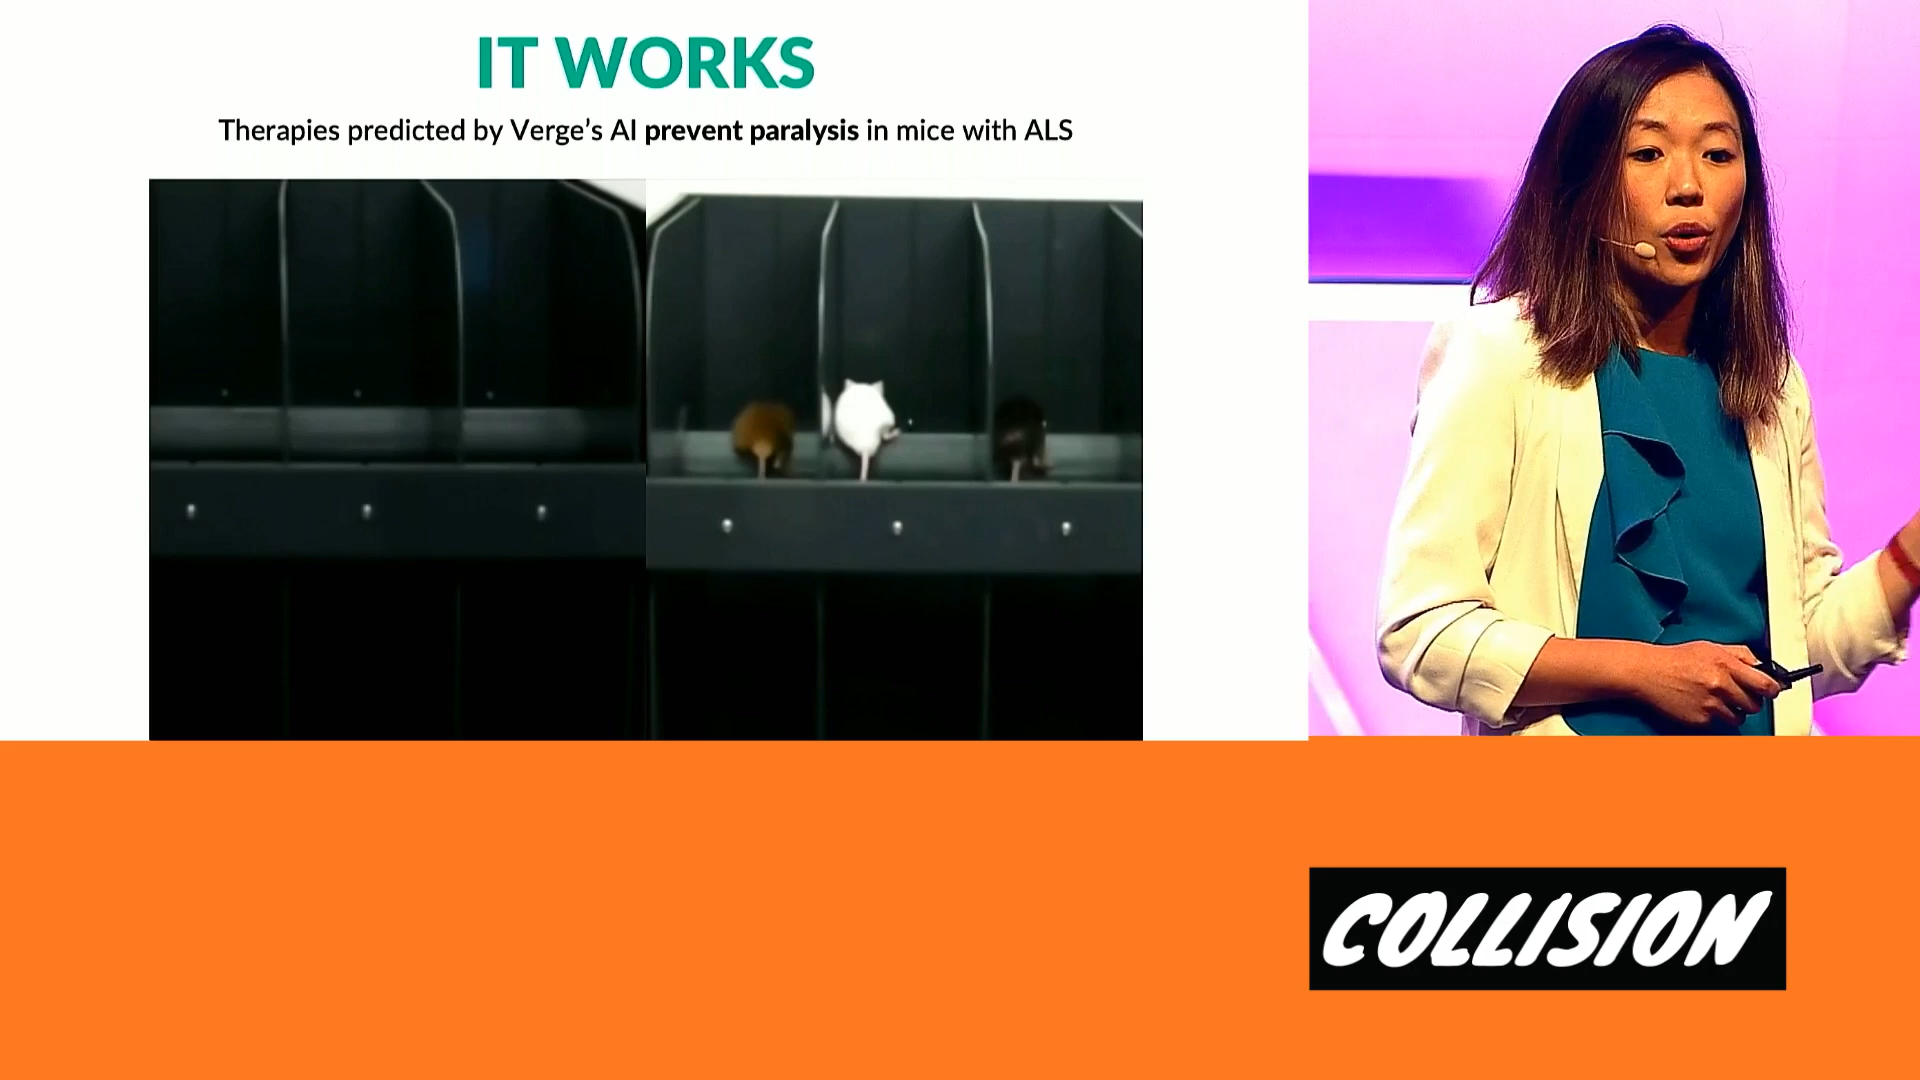 IT WORKS
Therapies predicted by Verge's AI prevent paralysis in mice with ALS
COLLISION